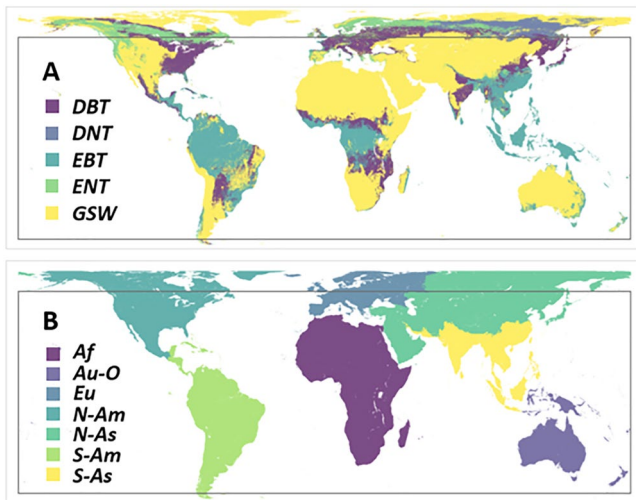 A
DBT
DNT
EBT
ENT
GSW
B
Af
Au-O
Eu
N-Am
N-As
S-Am
S-As